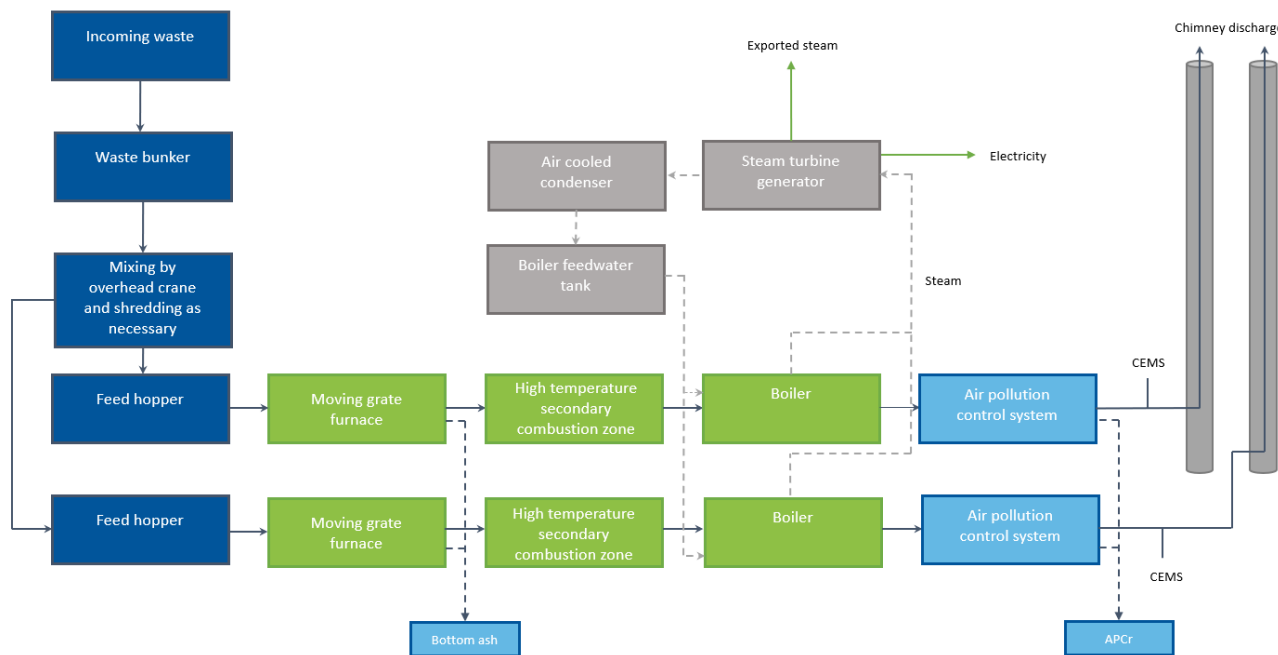 Incoming waste
Chimney discharge
Exported steam
Waste bunker
Air cooled
condenser
Steam turbine
generator
Electricity
Mixing by
overhead crane
and shredding as
necessary
Boiler feedwater
tank
Steam
CEMS
Feed hopper
Moving grate
furnace
High temperature
secondary
combustion zone
Boiler
Air pollution
control system
Feed hopper
Moving grate
furnace
High temperature
secondary
combustion zone
Boiler
Air pollution
control system
CEMS
Bottom ash
APCr